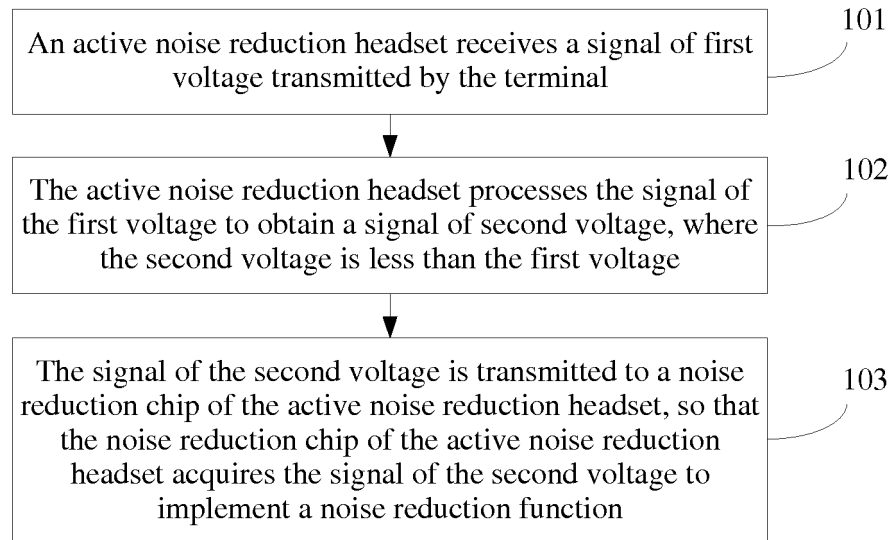 An active noise reduction headset receives a signal of first
voltage transmitted by the terminal
101
The active noise reduction headset processes the signal of
the first voltage to obtain a signal of second voltage, where
the second voltage is less than the first voltage
102
The signal of the second voltage is transmitted to a noise
reduction chip of the active noise reduction headset, so that
the noise reduction chip of the active noise reduction
headset acquires the signal of the second voltage to
implement a noise reduction function
103